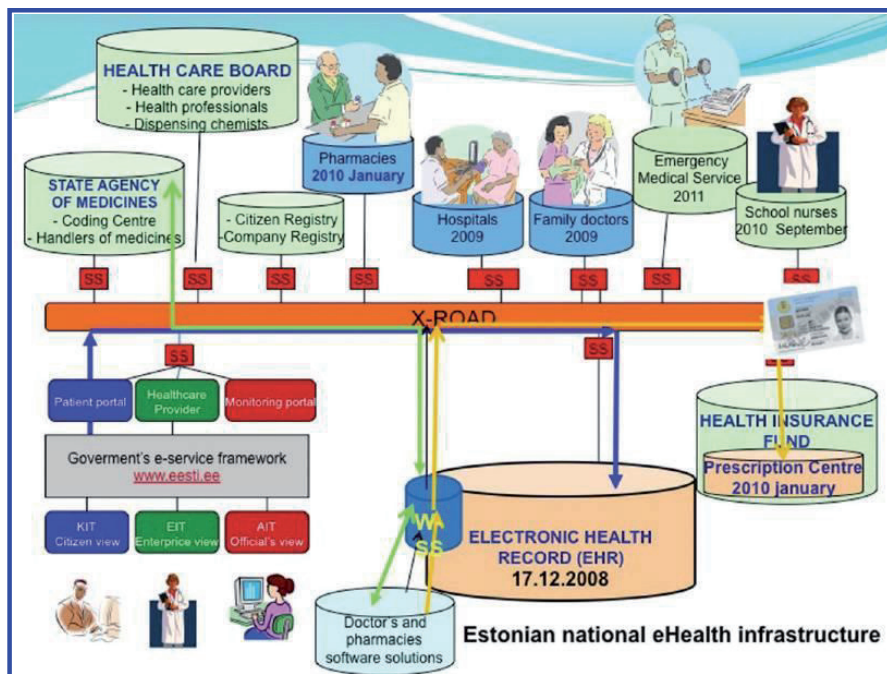 HEALTH CARE BOARD
- Health care providers
- Health professionals
- Dispensing chemists
Pharmacies
2010 January
Emergency
Medical Service
2011
STATE AGENCY
OF MEDICINES
- Coding Centre
- Handlers of medicines
- Citizen Registry
-Company Registry
Hospitals
2009
Family doctors
2009
School nurses
2010 September
SS
SS
SS
SS
SS
SS
SS
SS
X-ROAD
SS
SS
Patient portal
Healthcare
Provider
Monitoring portal
HEALTH INSURANCE
FUND
Prescription Centre
2010 january
Goverment's e-service framework
www.eesti.ee
KIT
Citizen view
EIT
Enterprice view
AIT
Official's view
W
SS
ELECTRONIC HEALTH
RECORD (EHR)
17.12.2008
Doctor's and
pharmacies
software solutions
Estonian national eHealth infrastructure